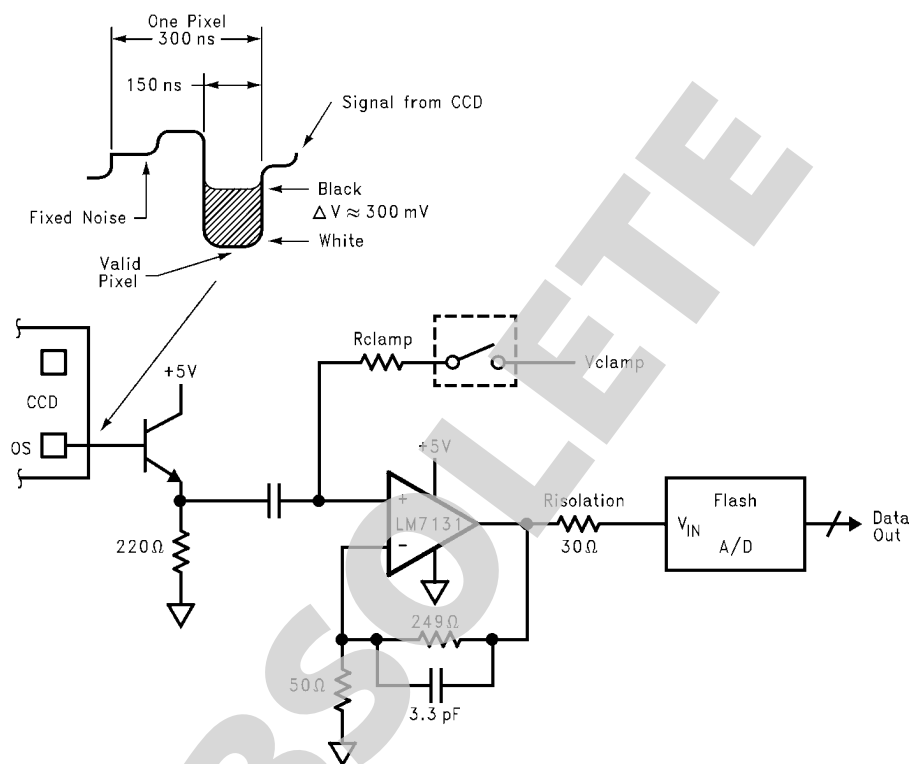 One Pixel
300 ns
150 ns
Signal from CCD
Black
ΔV ≈ 300 mV
White
Fixed Noise
Valid
Pixel
Rclamp
Vclamp
+5V
CCD
OS
+5V
+
LM7131
-
Risolation
30Ω
Flash
VIN
A/D
Data
Out
220Ω
249Ω
50Ω
3.3 pF
OBSOLETE